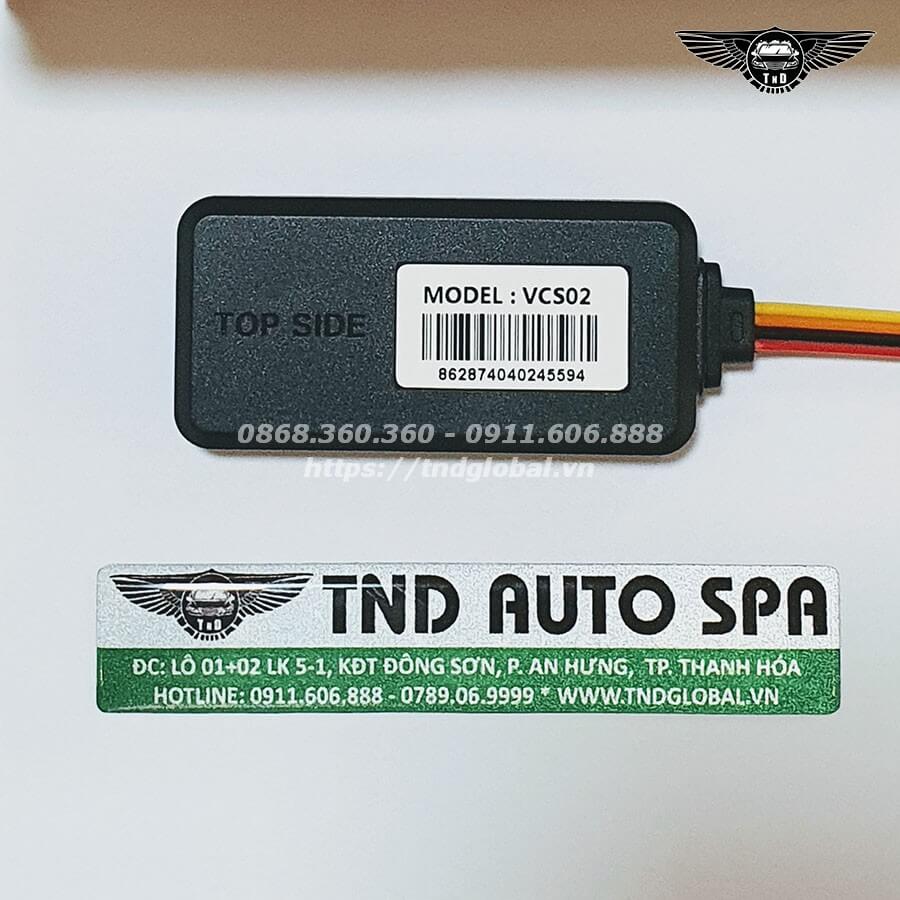 TnD
MODEL : VCS02
TOP SIDE
862874040245594
0868.360.360 - 0911.606.888
https://tndglobal.vn
TnD
TND AUTO SPA
ĐC: LÔ 01+02 LK 5-1, KĐT ĐÔNG SƠN, P. AN HƯNG, TP. THANH HÓA
HOTLINE: 0911.606.888 - 0789.06.9999 * WWW.TNDGLOBAL.VN